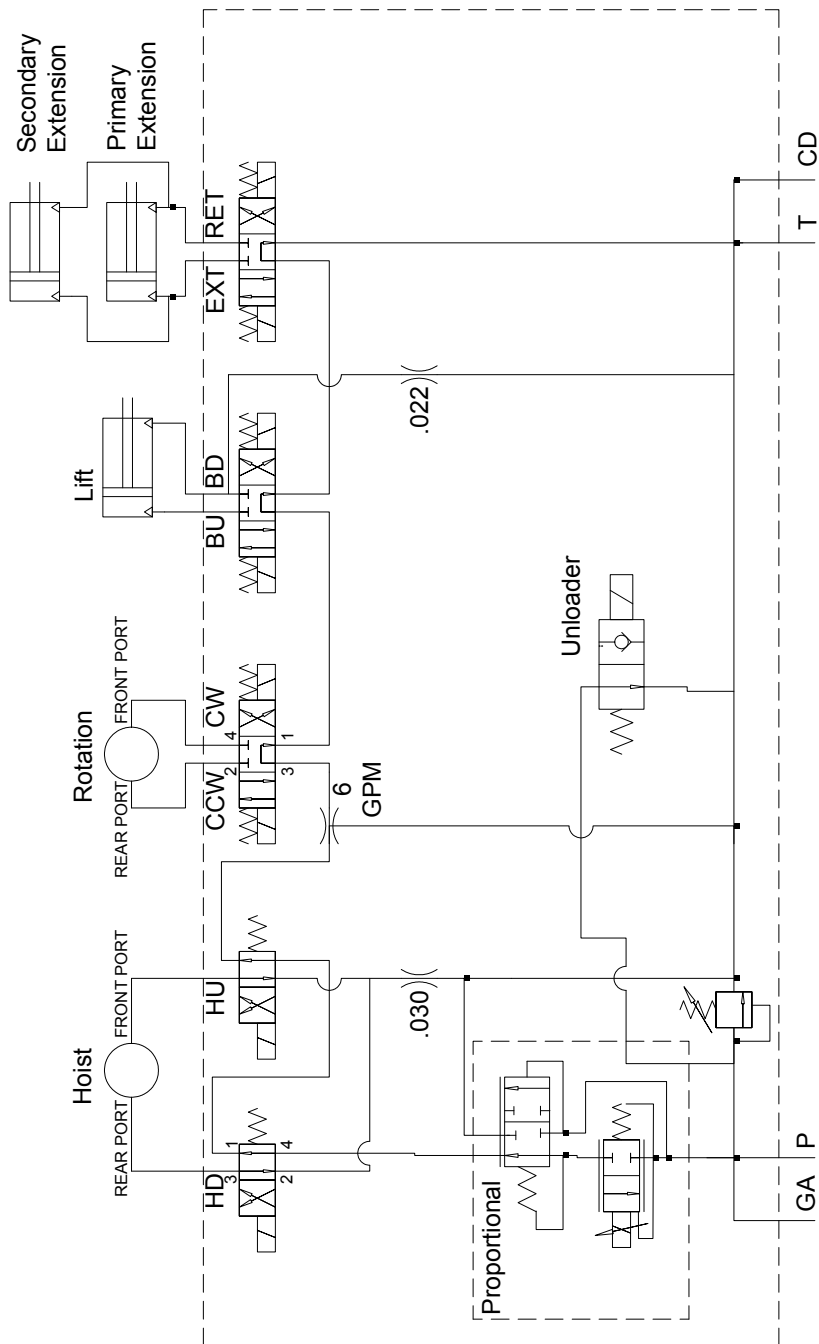 Secondary
Extension
Primary
Extension
EXT
RET
Lift
BU
BD
.022
Rotation
REAR PORT
FRONT PORT
CCW
CW
2
4
3
1
6
GPM
Unloader
Hoist
REAR PORT
FRONT PORT
HD
HU
3
1
2
4
.030
Proportional
GA
P
T
CD